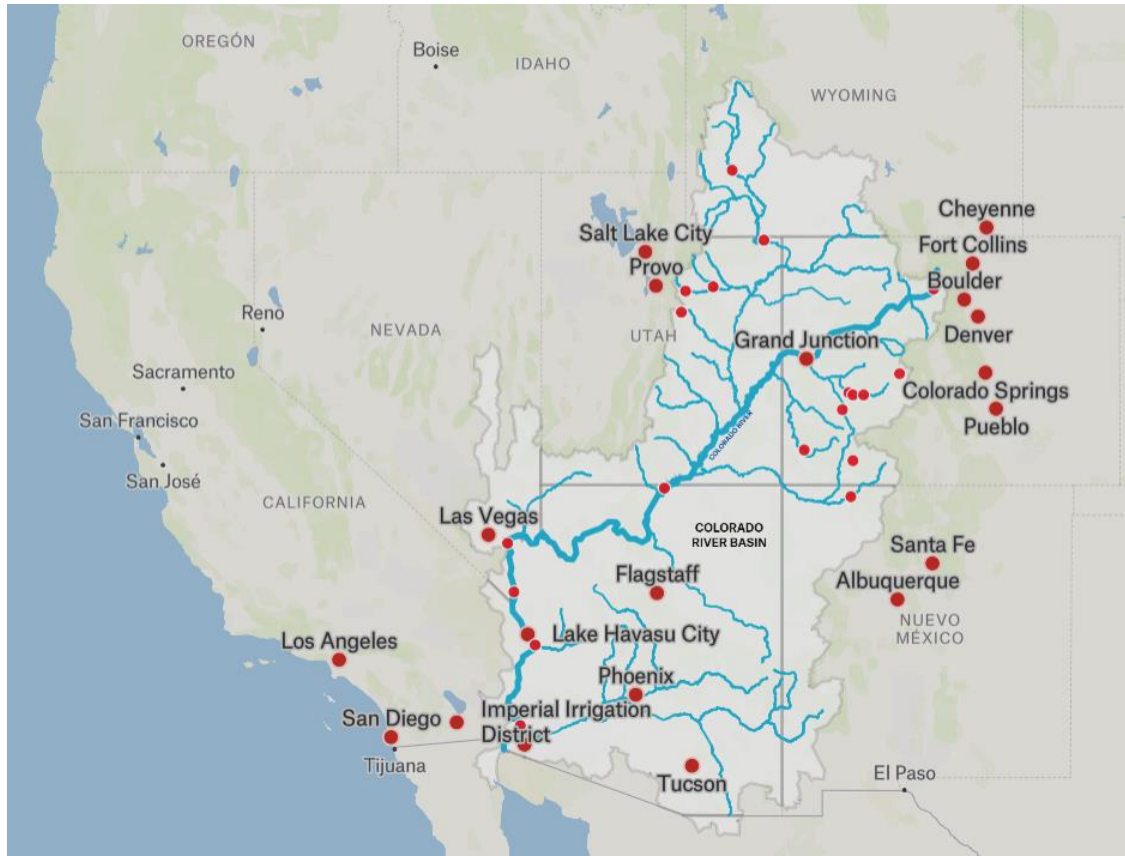 OREGÓN
Boise
IDAHO
WYOMING
Cheyenne
Salt Lake City
Fort Collins
Provo
Boulder
Reno
NEVADA
UTAH
Grand Junction
Denver
Sacramento
Colorado Springs
San Francisco
Pueblo
COLORADO RIVER
San José
CALIFORNIA
Las Vegas
COLORADO
RIVER BASIN
Santa Fe
Flagstaff
Albuquerque
NUEVO
MÉXICO
Los Angeles
Lake Havasu City
Phoenix
San Diego
Imperial Irrigation
District
Tijuana
Tucson
El Paso